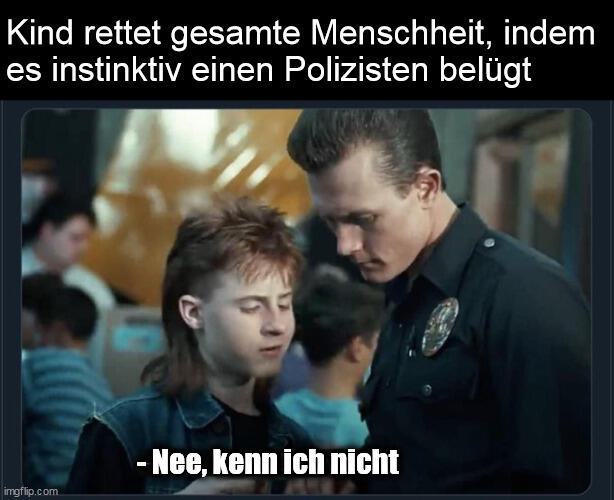 Kind rettet gesamte Menschheit, indem
es instinktiv einen Polizisten belügt
- Nee, kenn ich nicht
imgflip.com